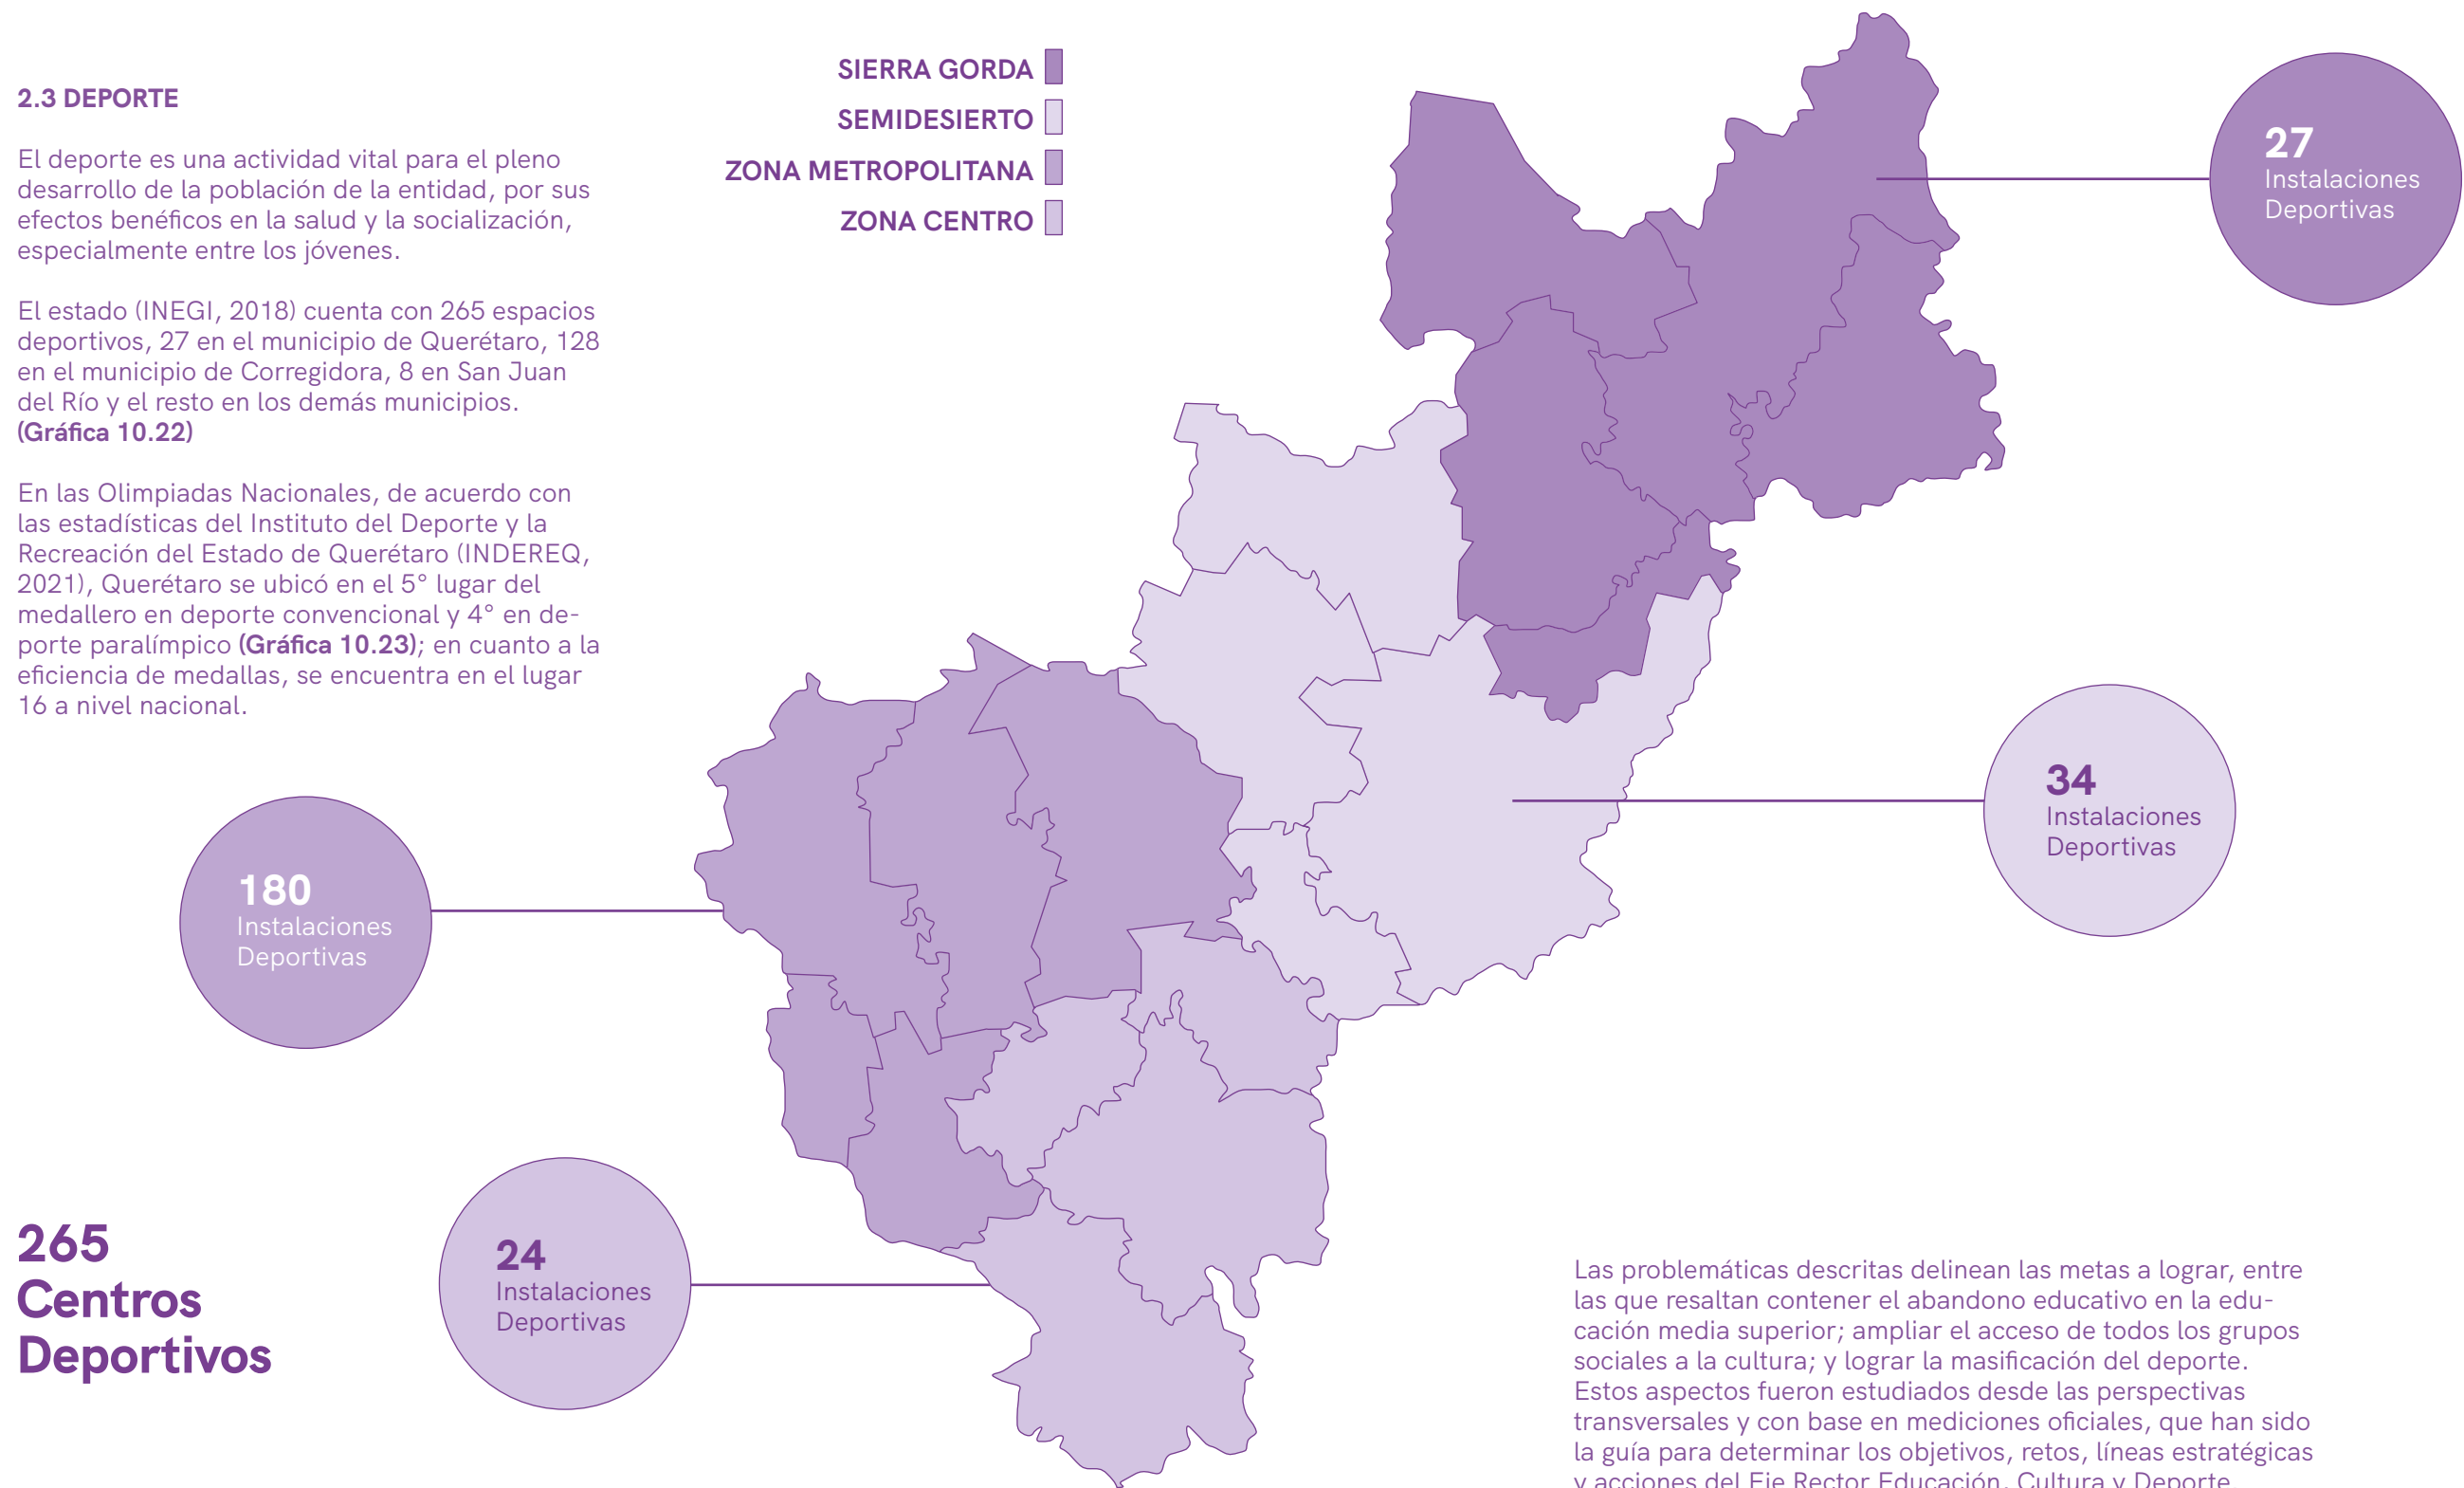 2.3 DEPORTE
El deporte es una actividad vital para el pleno
desarrollo de la población de la entidad, por sus
efectos benéficos en la salud y la socialización,
especialmente entre los jóvenes.
El estado (INEGI, 2018) cuenta con 265 espacios
deportivos, 27 en el municipio de Querétaro, 128
en el municipio de Corregidora, 8 en San Juan
del Río y el resto en los demás municipios.
(Gráfica 10.22)
En las Olimpiadas Nacionales, de acuerdo con
las estadísticas del Instituto del Deporte y la
Recreación del Estado de Querétaro (INDEREQ,
2021), Querétaro se ubicó en el 5° lugar del
medallero en deporte convencional y 4° en de-
porte paralímpico (Gráfica 10.23); en cuanto a la
eficiencia de medallas, se encuentra en el lugar
16 a nivel nacional.
SIERRA GORDA
SEMIDESIERTO
ZONA METROPOLITANA
ZONA CENTRO
27
Instalaciones
Deportivas
34
Instalaciones
Deportivas
180
Instalaciones
Deportivas
24
Instalaciones
Deportivas
265
Centros
Deportivos
Las problemáticas descritas delinean las metas a lograr, entre
las que resaltan contener el abandono educativo en la edu-
cación media superior; ampliar el acceso de todos los grupos
sociales a la cultura; y lograr la masificación del deporte.
Estos aspectos fueron estudiados desde las perspectivas
transversales y con base en mediciones oficiales, que han sido
la guía para determinar los objetivos, retos, líneas estratégicas
y acciones del Eje Rector Educación, Cultura y Deporte.